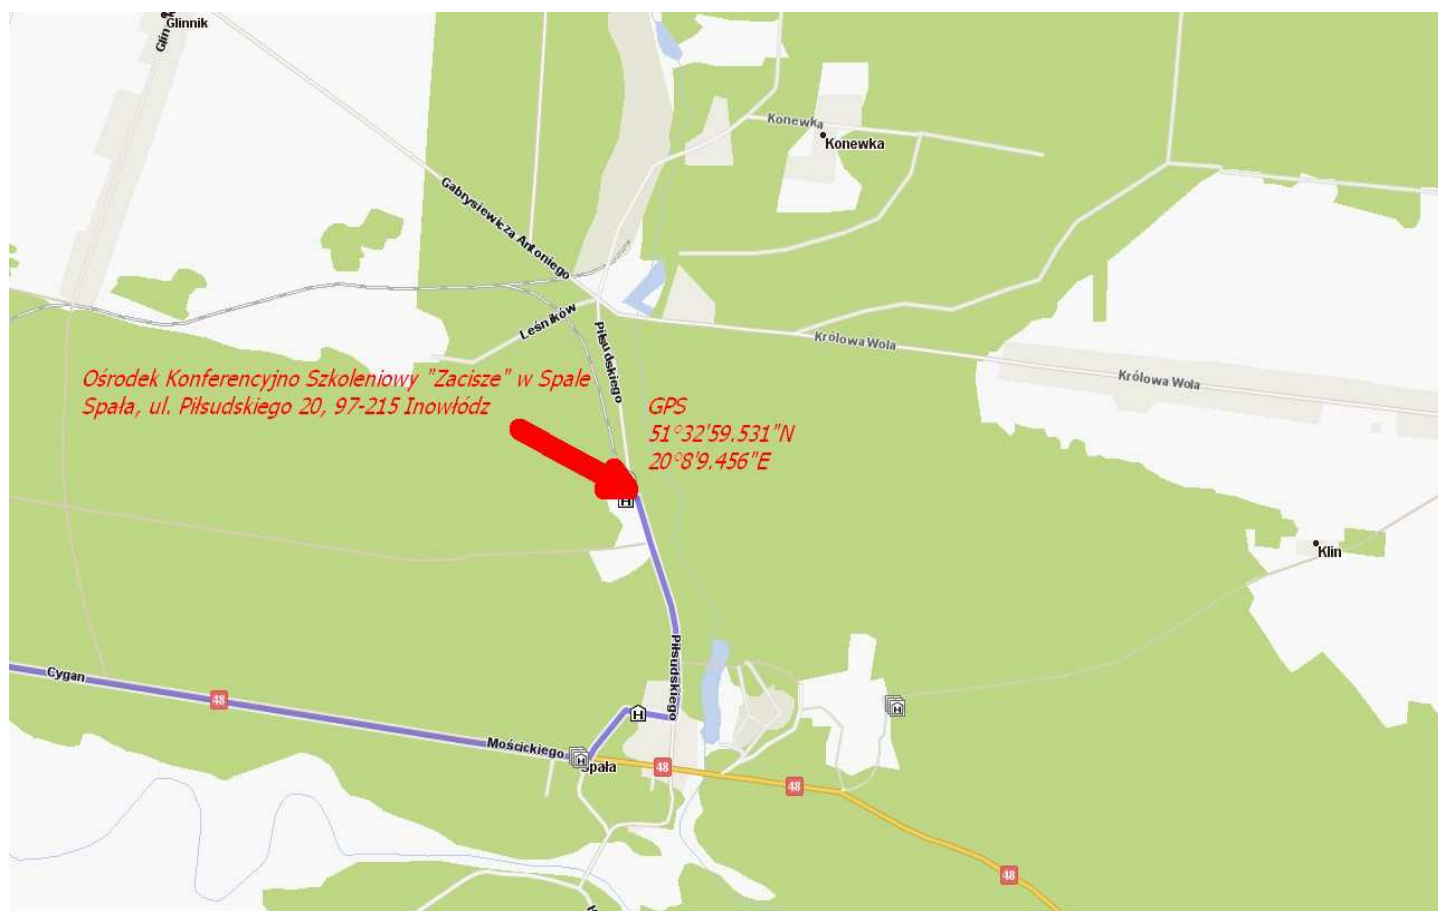 Glinnik
Glin
Konewka
Konewka
Gabrysiewicza Antoniego
Leśników
Piłsudskiego
Królowa Wola
Królowa Wola
Ośrodek Konferencyjno Szkoleniowy "Zacisze" w Spale
Spała, ul. Piłsudskiego 20, 97-215 Inowłódz
GPS
51°32'59.531"N
20°8'9.456"E
H
Klin
Piłsudskiego
Cygan
48
H
H
Mościckiego
H
Spała
48
48
48